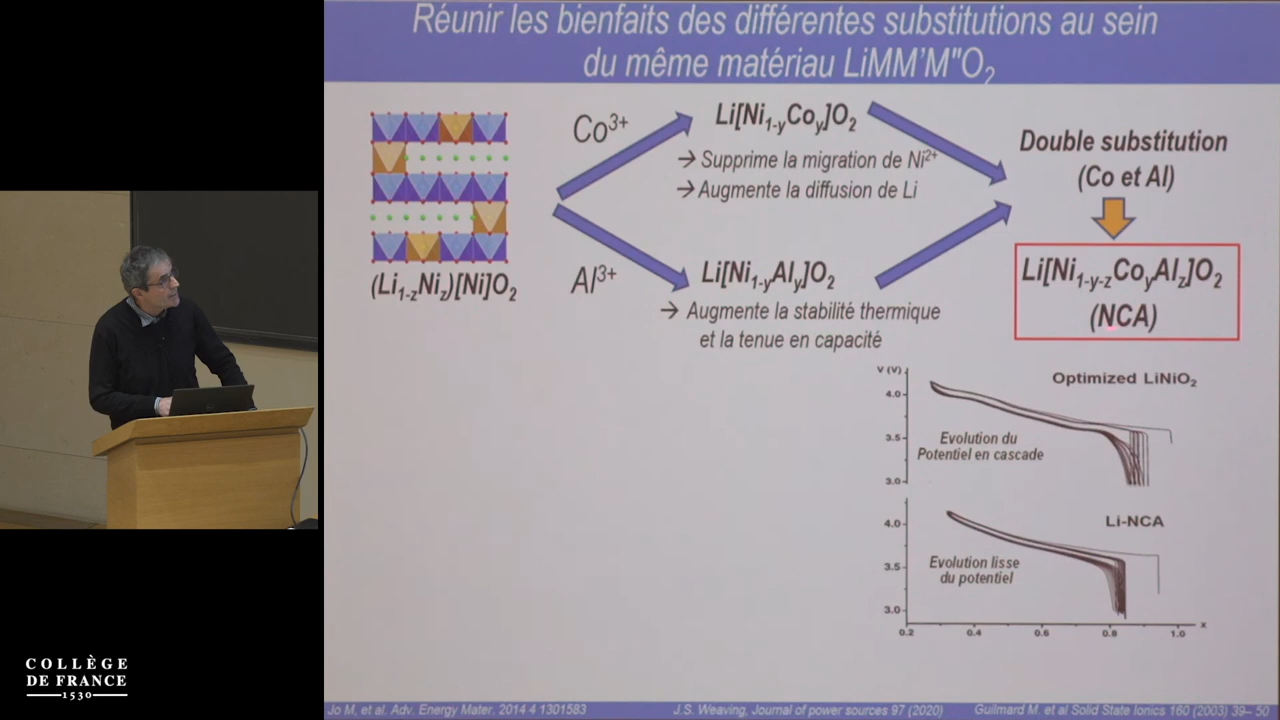 Réunir les bienfaits des différentes substitutions au sein
du même matériau LiMM'M"O₂
Co³⁺
Li[Ni₁₋yCoy]O₂
→ Supprime la migration de Ni²⁺
→ Augmente la diffusion de Li
Double substitution
(Co et Al)
(Li₁₋zNiz)[Ni]O₂
Al³⁺
Li[Ni₁₋yAly]O₂
→ Augmente la stabilité thermique
et la tenue en capacité
Li[Ni₁₋y₋zCoyAlz]O₂
(NCA)
V (V)
Optimized LiNiO₂
4.0
3.5
3.0
Evolution du
Potentiel en cascade
Li-NCA
4.0
3.5
3.0
Evolution lisse
du potentiel
0.2 0.4 0.6 0.8 1.0 x
COLLÈGE
DE FRANCE
1530
Jo M, et al. Adv. Energy Mater. 2014 4 1301583
J.S. Weaving, Journal of power sources 97 (2020)
Guilmard M. et al Solid State Ionics 160 (2003) 39– 50